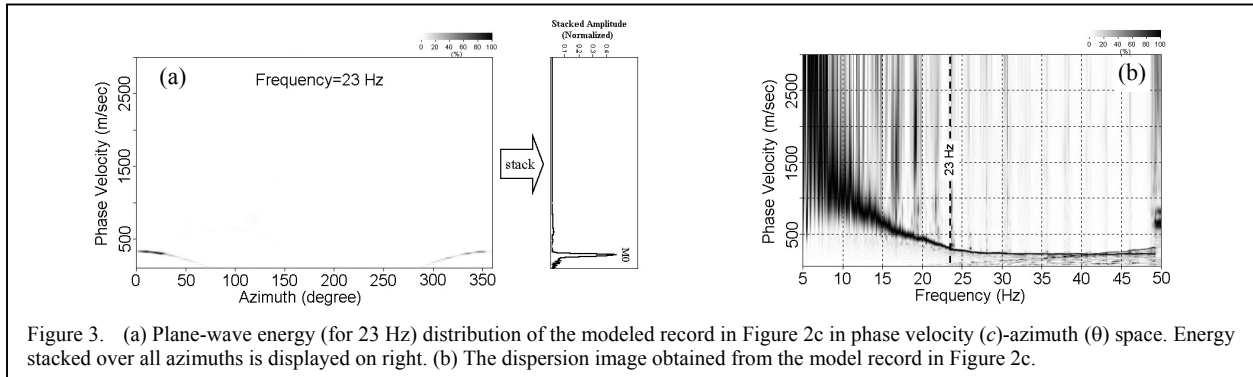 Stacked Amplitude
(Normalized)
0 20 40 60 80 100
(%)
0.1 0.2 0.3 0.4
0 20 40 60 80 100
(%)
(a)
Frequency=23 Hz
(b)
Phase Velocity (m/sec)
2500
1500
500
0 50 100 150 200 250 300 350
Azimuth (degree)
stack
M0
Phase Velocity (m/sec)
2500
1500
500
23 Hz
5 10 15 20 25 30 35 40 45 50
Frequency (Hz)
Figure 3. (a) Plane-wave energy (for 23 Hz) distribution of the modeled record in Figure 2c in phase velocity (c)-azimuth (θ) space. Energy
stacked over all azimuths is displayed on right. (b) The dispersion image obtained from the model record in Figure 2c.